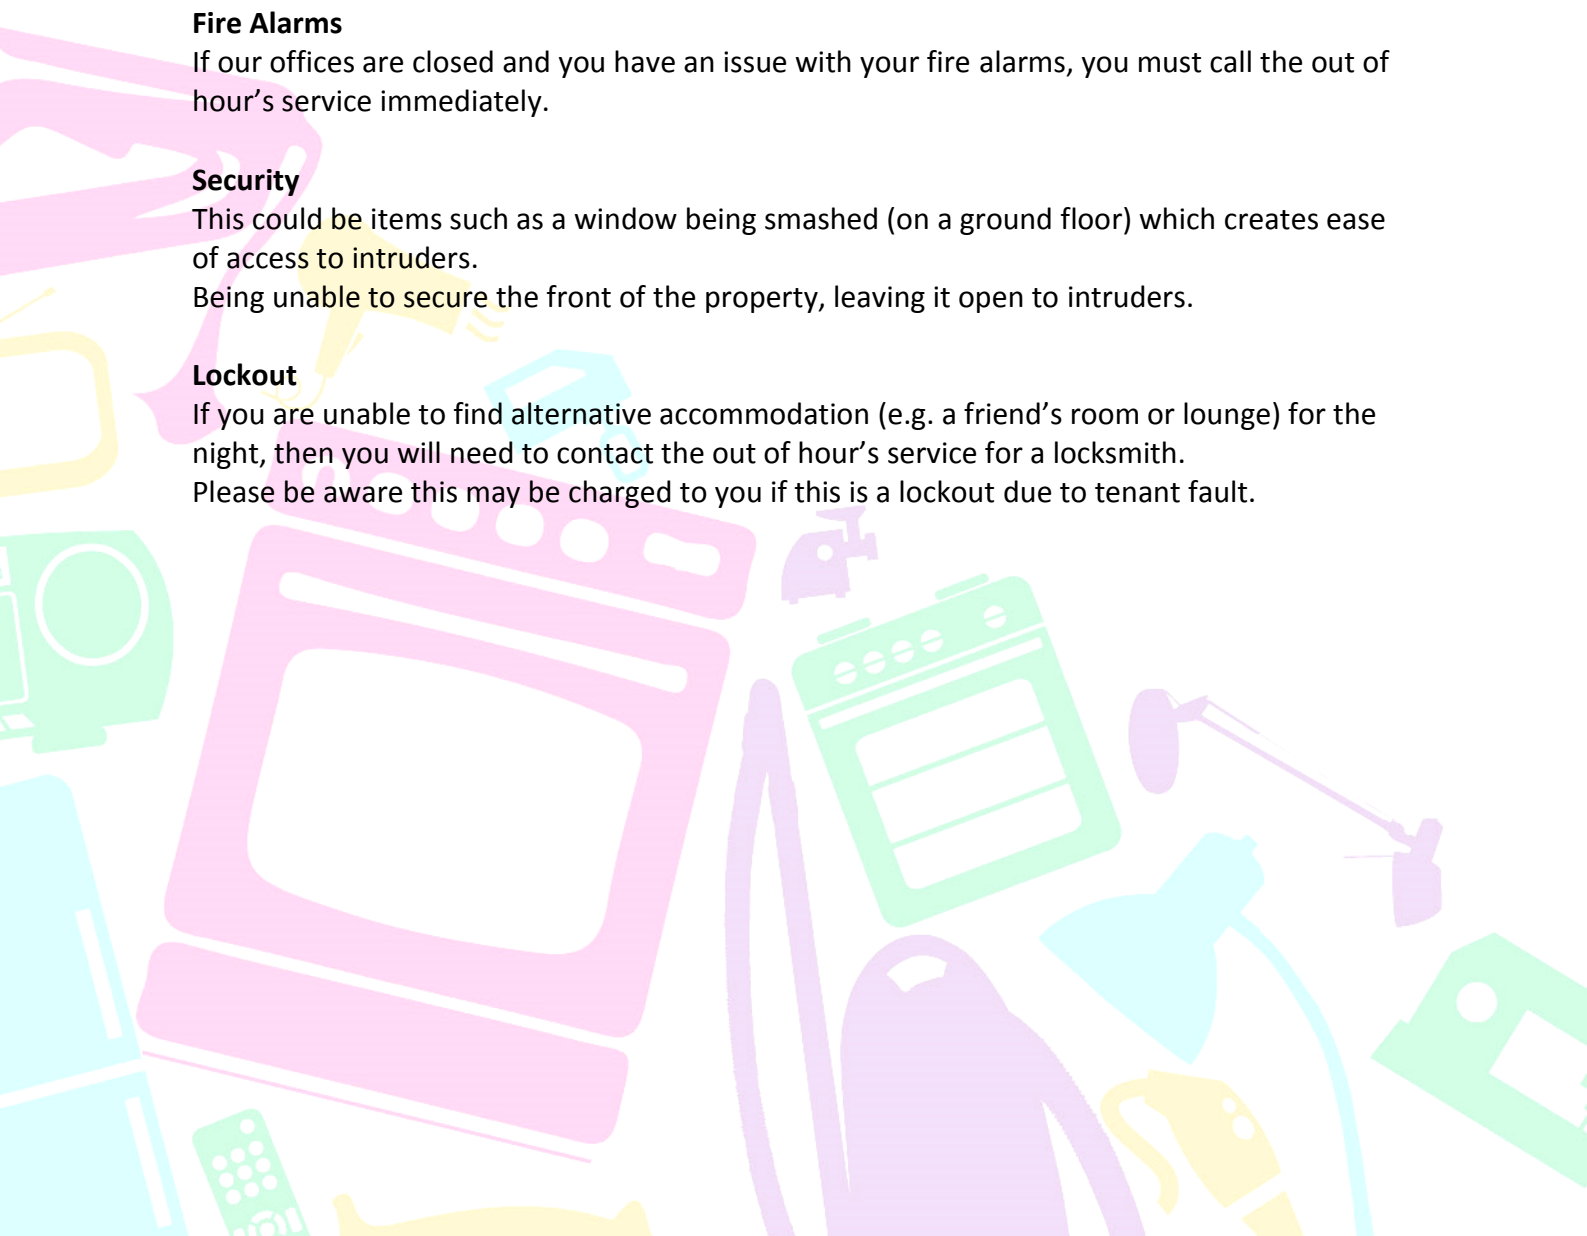 Fire Alarms
If our offices are closed and you have an issue with your fire alarms, you must call the out of
hour’s service immediately.
Security
This could be items such as a window being smashed (on a ground floor) which creates ease
of access to intruders.
Being unable to secure the front of the property, leaving it open to intruders.
Lockout
If you are unable to find alternative accommodation (e.g. a friend’s room or lounge) for the
night, then you will need to contact the out of hour’s service for a locksmith.
Please be aware this may be charged to you if this is a lockout due to tenant fault.